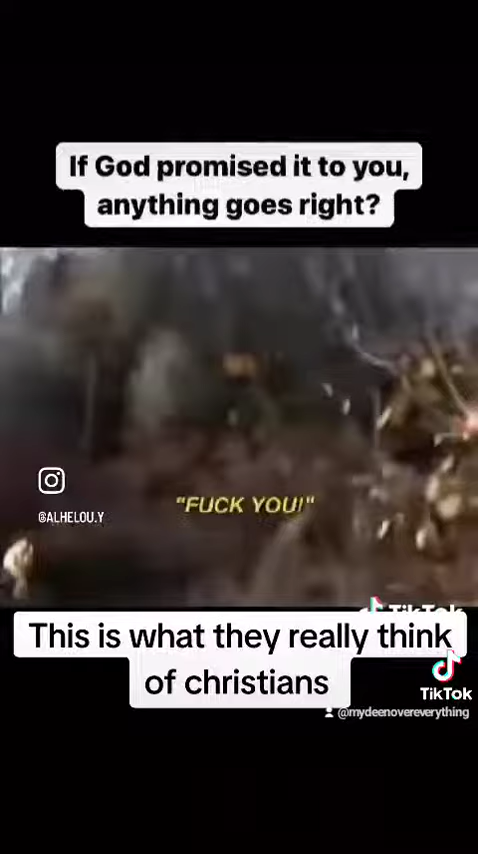 If God promised it to you,
anything goes right?
"FUCK YOU!"
@ALHELOU.Y
TikTok
This is what they really think
of christians
TikTok
@mydeenovereverything